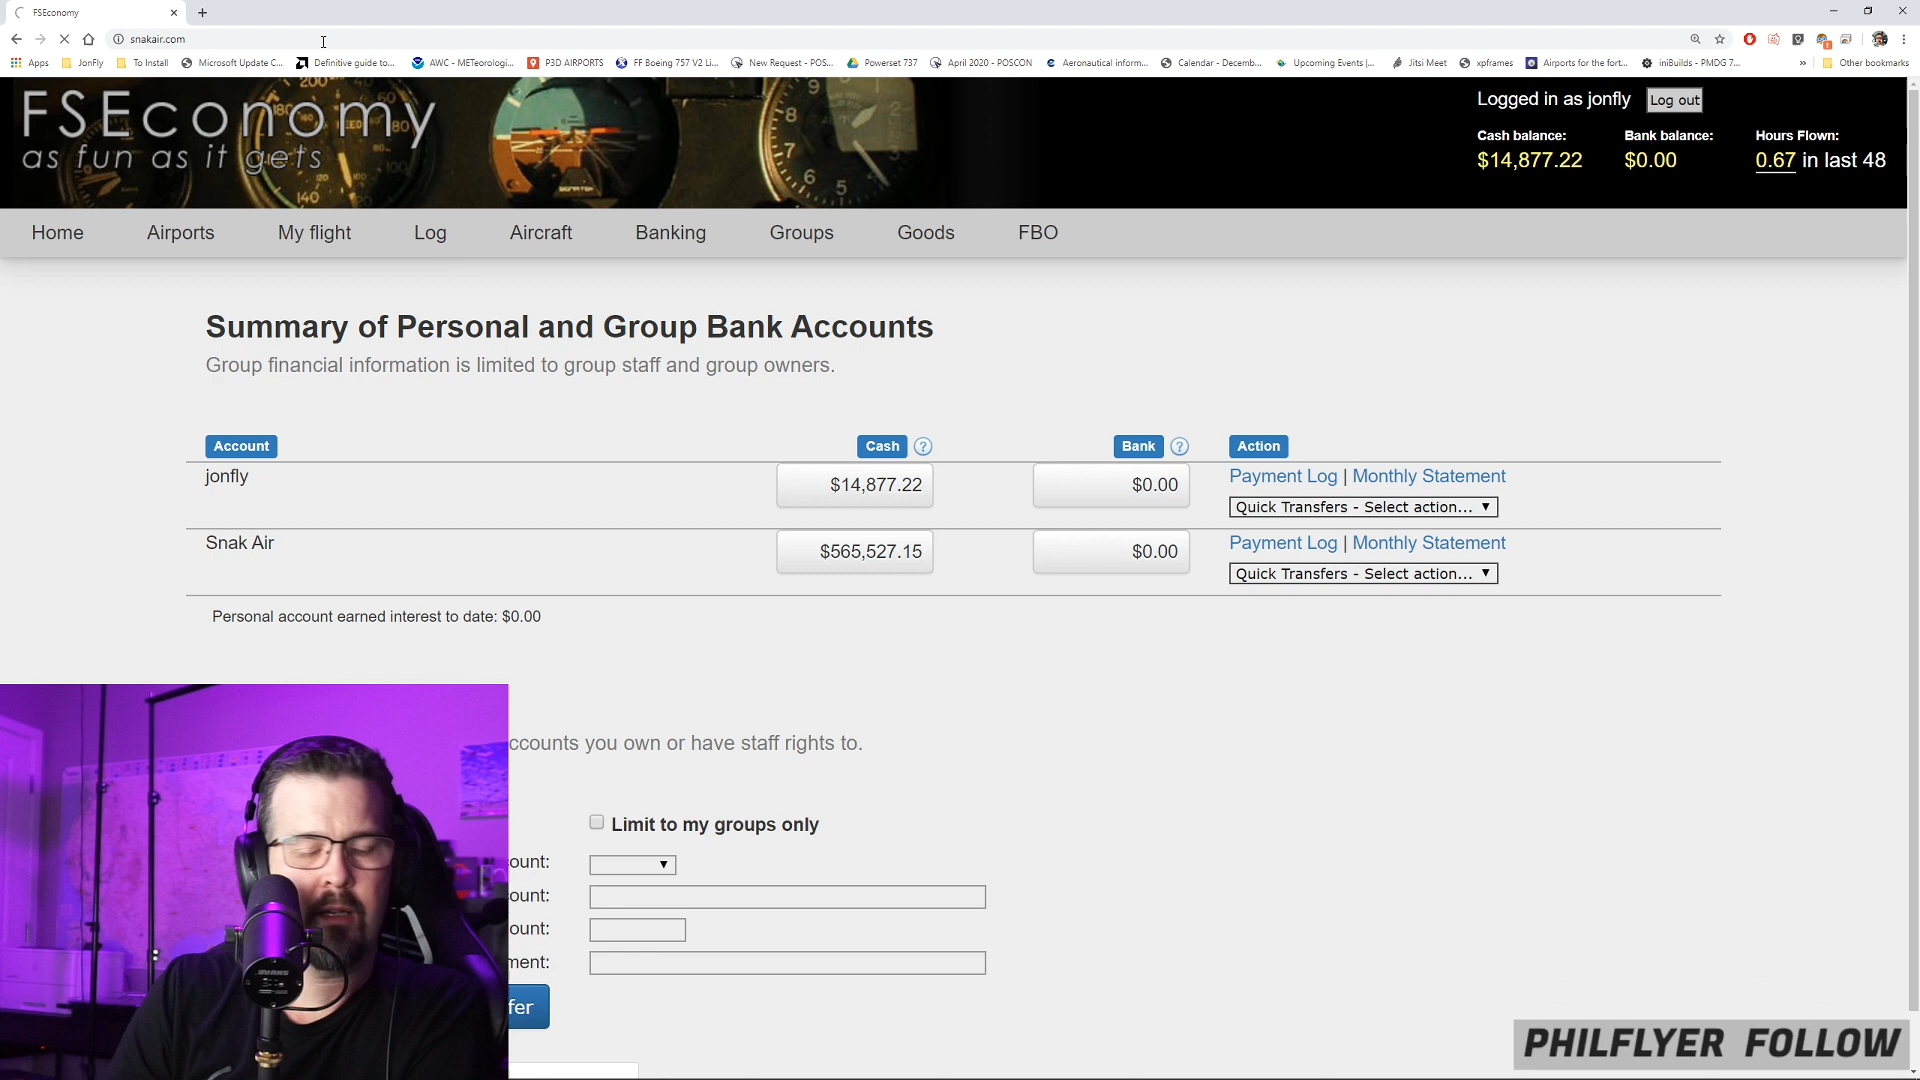 FSEconomy
snakair.com
Apps JonFly To Install Microsoft Update C... Definitive guide to... AWC - METeorologi... P3D AIRPORTS FF Boeing 757 V2 Li... New Request - POS... Powerset 737 April 2020 - POSCON Aeronautical inform... Calendar - Decemb... Upcoming Events |... Jitsi Meet xpframes Airports for the fort... iniBuilds - PMDG 7... » Other bookmarks
FSEconomy
as fun as it gets
Logged in as jonfly Log out
Cash balance: Bank balance: Hours Flown:
$14,877.22 $0.00 0.67 in last 48
Home Airports My flight Log Aircraft Banking Groups Goods FBO
Summary of Personal and Group Bank Accounts
Group financial information is limited to group staff and group owners.
Account Cash ? Bank ? Action
jonfly $14,877.22 $0.00 Payment Log | Monthly Statement
Quick Transfers - Select action...
Snak Air $565,527.15 $0.00 Payment Log | Monthly Statement
Quick Transfers - Select action...
Personal account earned interest to date: $0.00
ccounts you own or have staff rights to.
Limit to my groups only
ount:
ount:
ount:
ment:
fer
PHILFLYER FOLLOW